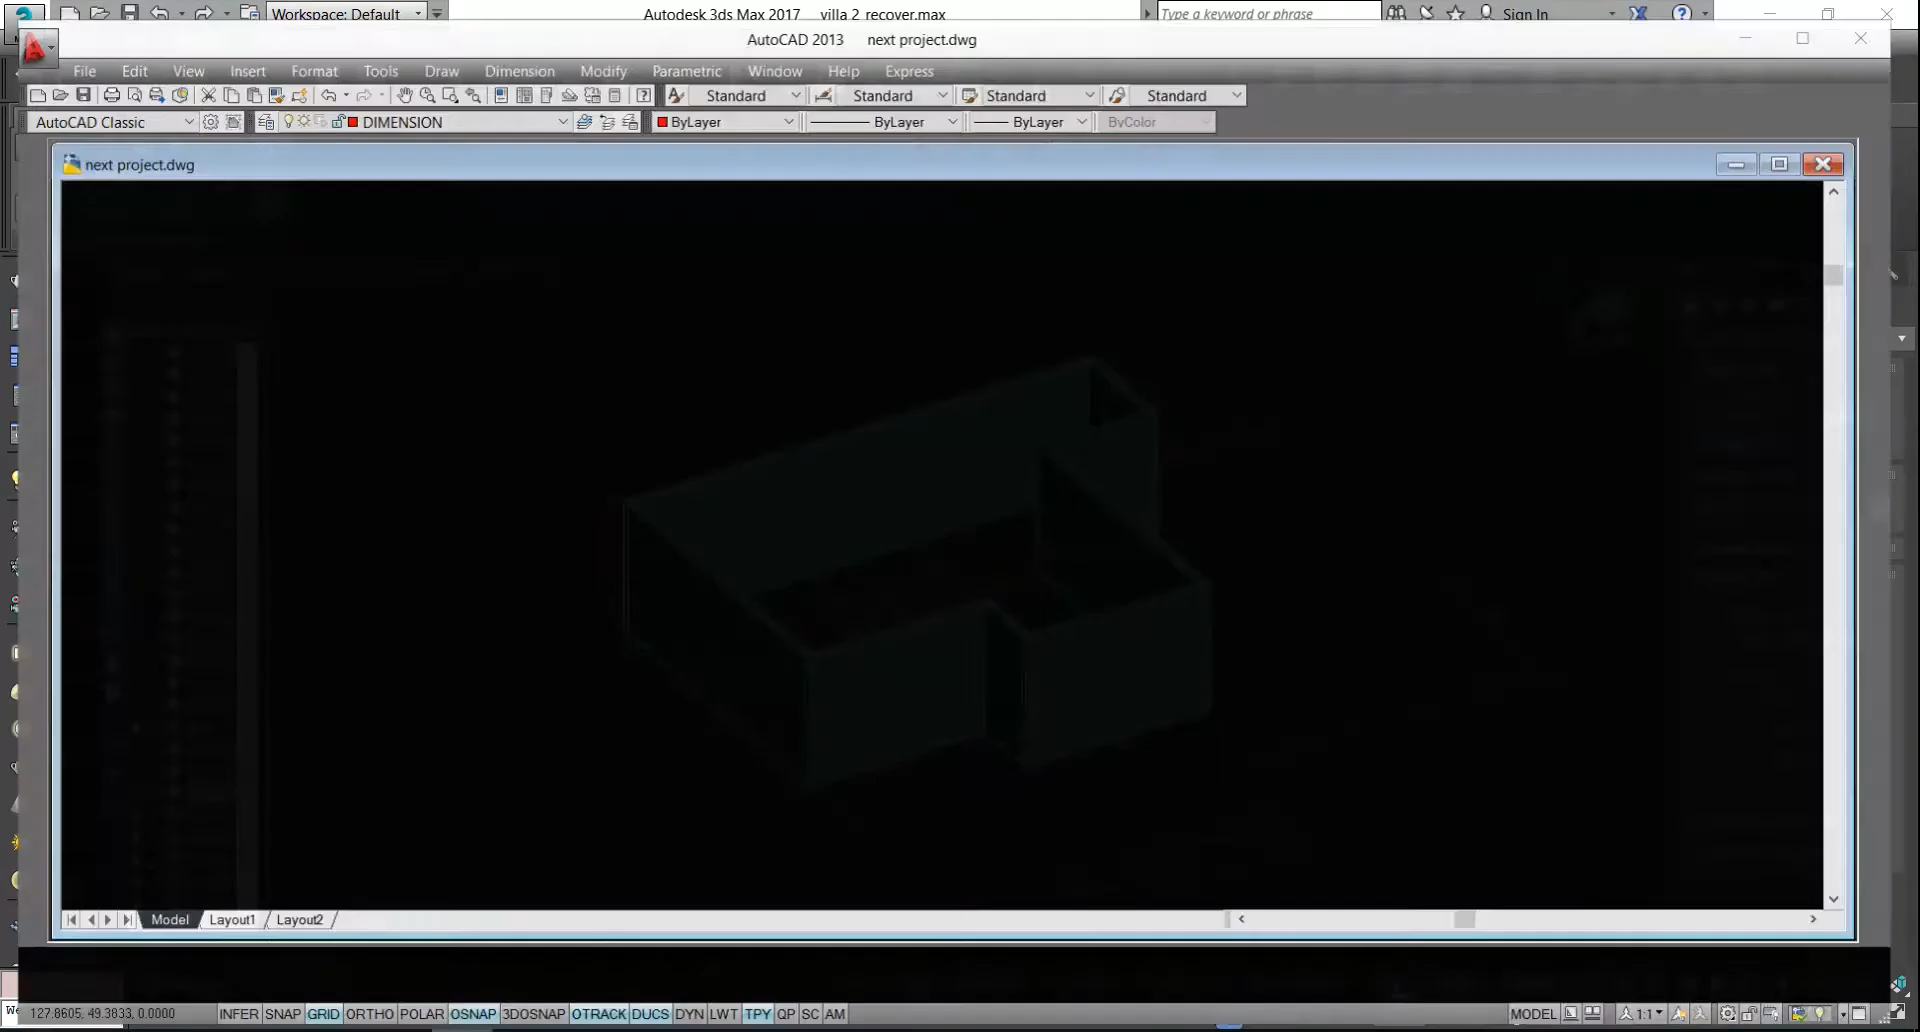 Workspace: Default
Autodesk 3ds Max 2017 villa 2 recover.max
Type a keyword or phrase
Sign In
AutoCAD 2013 next project.dwg
File Edit View Insert Format Tools Draw Dimension Modify Parametric Window Help Express
Standard Standard Standard Standard
AutoCAD Classic DIMENSION ByLayer ByLayer ByLayer ByColor
next project.dwg
Model Layout1 Layout2
We
127.8605, 49.3833, 0.0000 INFER SNAP GRID ORTHO POLAR OSNAP 3DOSNAP OTRACK DUCS DYN LWT TPY QP SC AM MODEL 1:1